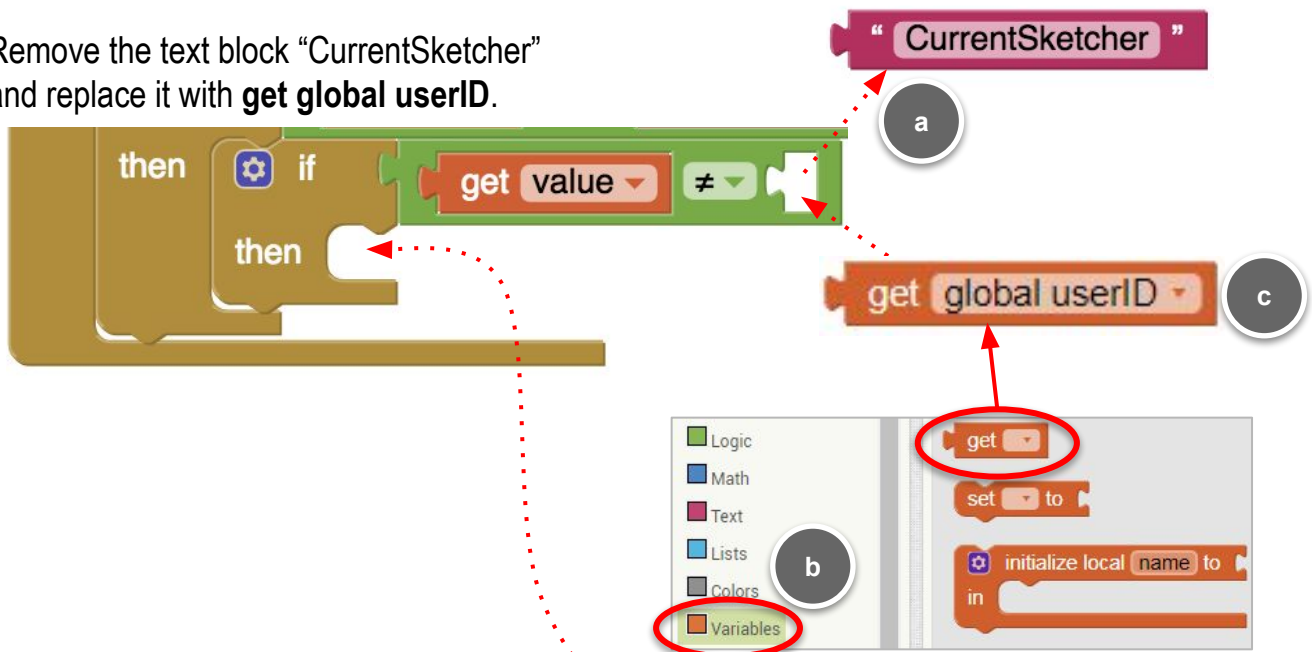 Remove the text block “CurrentSketcher”
and replace it with get global userID.
“ CurrentSketcher ”
a
then if get value ≠
then
get global userID
c
Logic
Math
Text
Lists
Colors
Variables
b
get
set to
initialize local name to
in